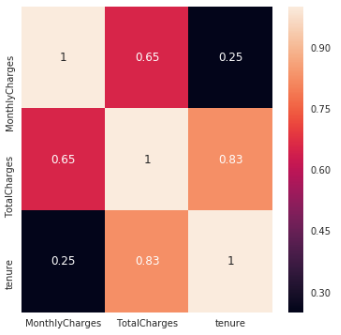 MonthlyCharges
TotalCharges
tenure
1
0.65
0.25
0.65
1
0.83
0.25
0.83
1
MonthlyCharges
TotalCharges
tenure
0.90
0.75
0.60
0.45
0.30